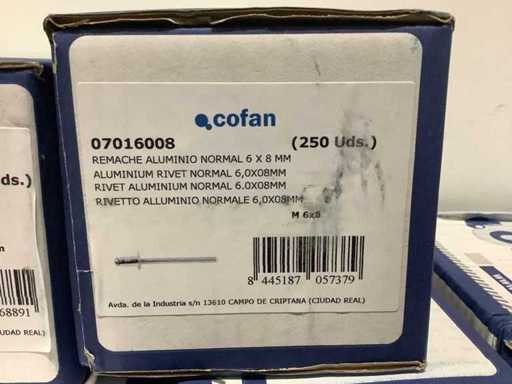 cofan
07016008 (250 Uds.)
REMACHE ALUMINIO NORMAL 6 X 8 MM
ALUMINIUM RIVET NORMAL 6,0X08MM
RIVET ALUMINIUM NORMAL 6.0X08MM
RIVETTO ALLUMINIO NORMALE 6,0X08MM
M 6x8
8 445187 057379
Avda. de la Industria s/n 13610 CAMPO DE CRIPTANA (CIUDAD REAL)
ds.)
68891
IUDAD REAL)